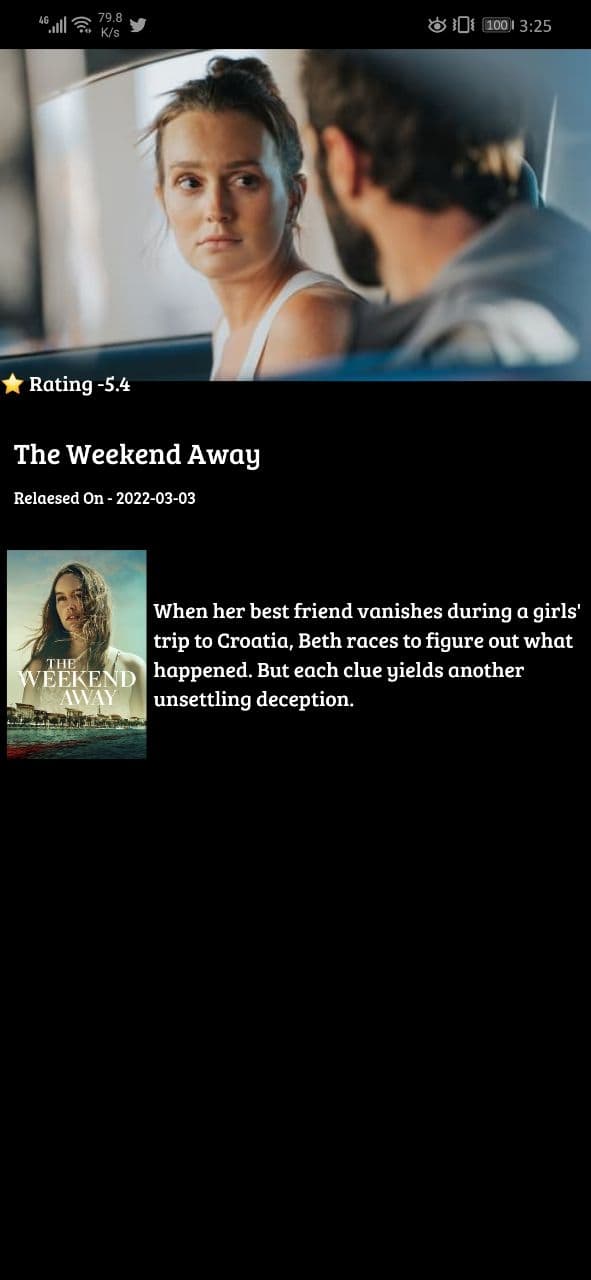 4G 79.8 K/s 100 3:25
⭐ Rating -5.4
The Weekend Away
Relaesed On - 2022-03-03
THE
WEEKEND
AWAY
When her best friend vanishes during a girls'
trip to Croatia, Beth races to figure out what
happened. But each clue yields another
unsettling deception.